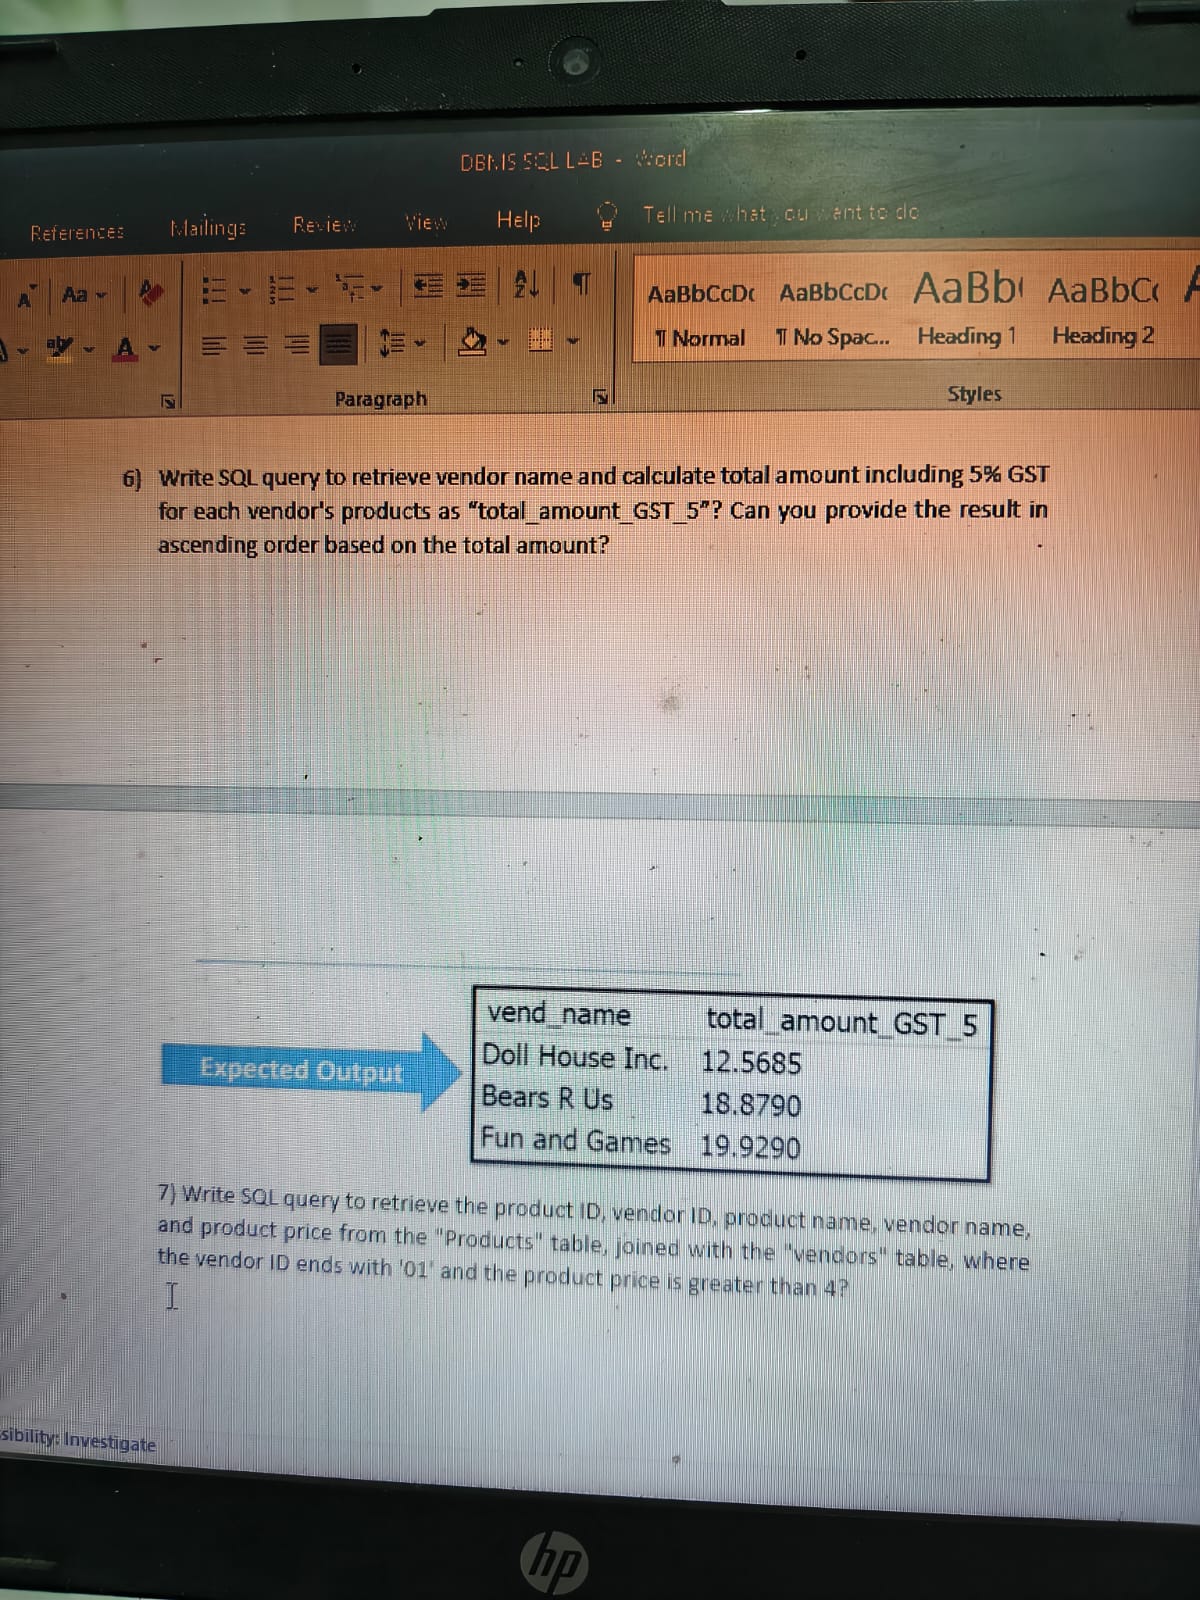 DBMS SQL LAB - Word
References Mailings Review View Help Tell me what you want to do
Aa
AaBbCcDc AaBbCcDc AaBb AaBbC
¶ Normal ¶ No Spac... Heading 1 Heading 2
Paragraph Styles
6) Write SQL query to retrieve vendor name and calculate total amount including 5% GST
for each vendor's products as "total_amount_GST_5"? Can you provide the result in
ascending order based on the total amount?
vend_name total_amount_GST_5
Expected Output
Doll House Inc. 12.5685
Bears R Us 18.8790
Fun and Games 19.9290
7) Write SQL query to retrieve the product ID, vendor ID, product name, vendor name,
and product price from the "Products" table, joined with the "vendors" table, where
the vendor ID ends with '01' and the product price is greater than 4?
sibility: Investigate
hp